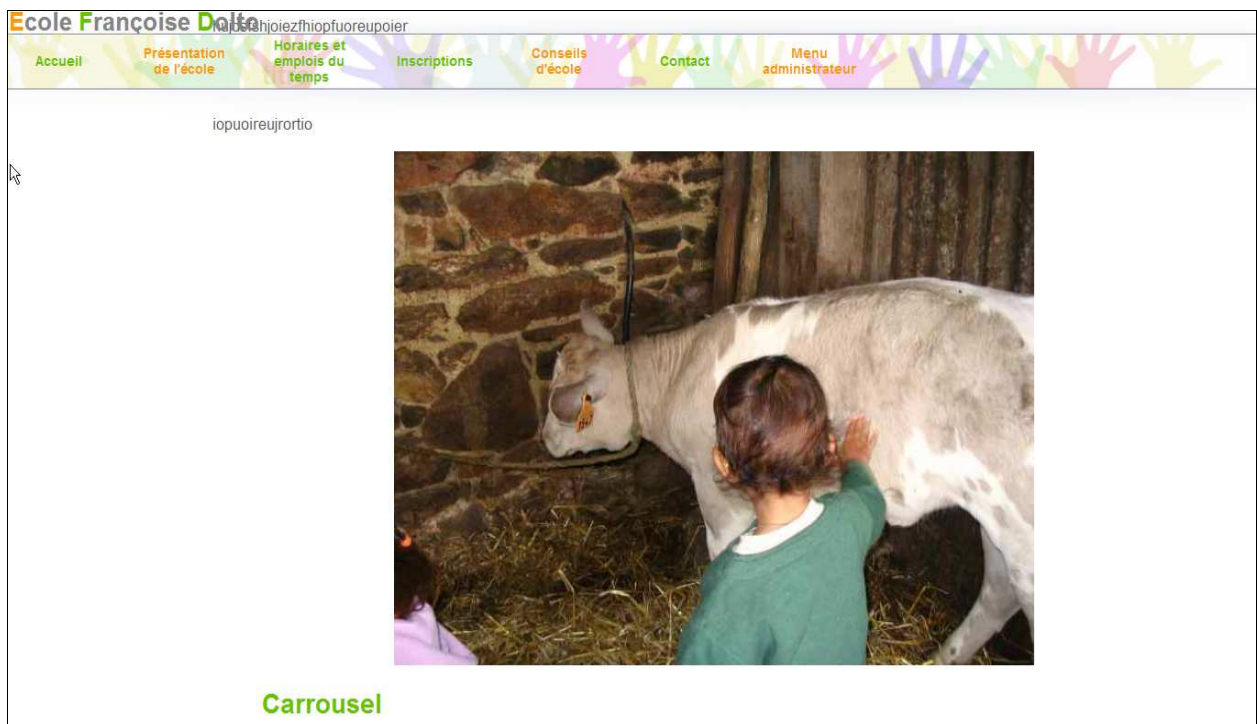 Ecole Françoise Dolto
Accueil
Présentation
de l'école
Horaires et
emplois du
temps
Inscriptions
Conseils
d'école
Contact
Menu
administrateur
iopuoireujrortio
Carrousel